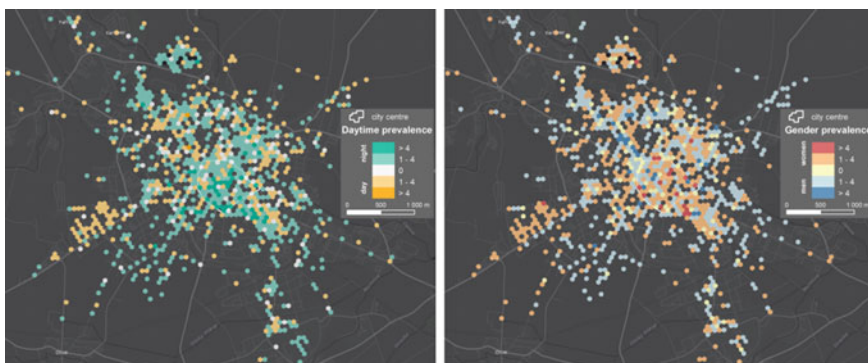 city centre
Daytime prevalence
night
> 4
1 - 4
0
day
1 - 4
> 4
0 500 1 000 m
city centre
Gender prevalence
women
> 4
1 - 4
0
men
1 - 4
> 4
0 500 1 000 m